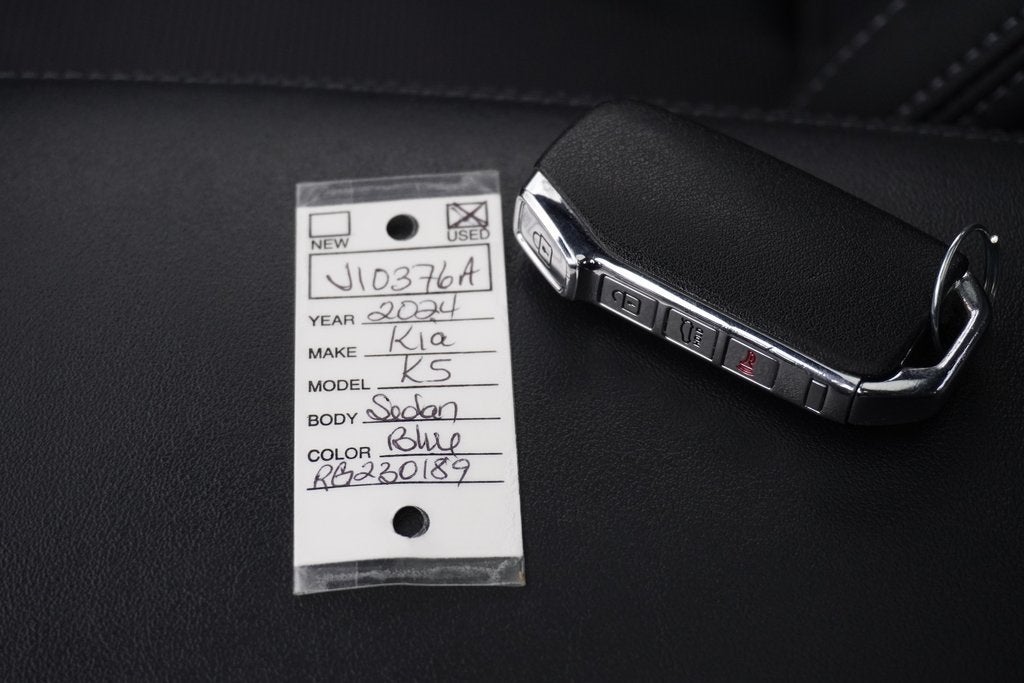 NEW USED
J10376A
YEAR 2024
MAKE Kia
MODEL K5
BODY Sedan
COLOR Blue
RG230189